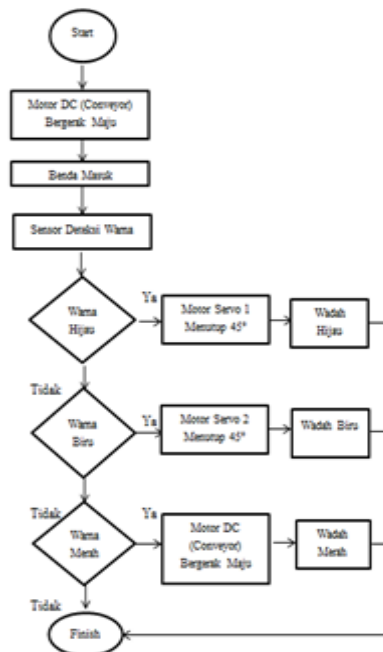 Start
Motor DC (Conveyor)
Bergerak Maju
Benda Masuk
Sensor Deteksi Warna
Warna
Hijau
Ya
Motor Servo 1
Menutup 45°
Wadah
Hijau
Tidak
Warna
Biru
Ya
Motor Servo 2
Menutup 45°
Wadah Biru
Tidak
Warna
Merah
Ya
Motor DC
(Conveyor)
Bergerak Maju
Wadah
Merah
Tidak
Finish